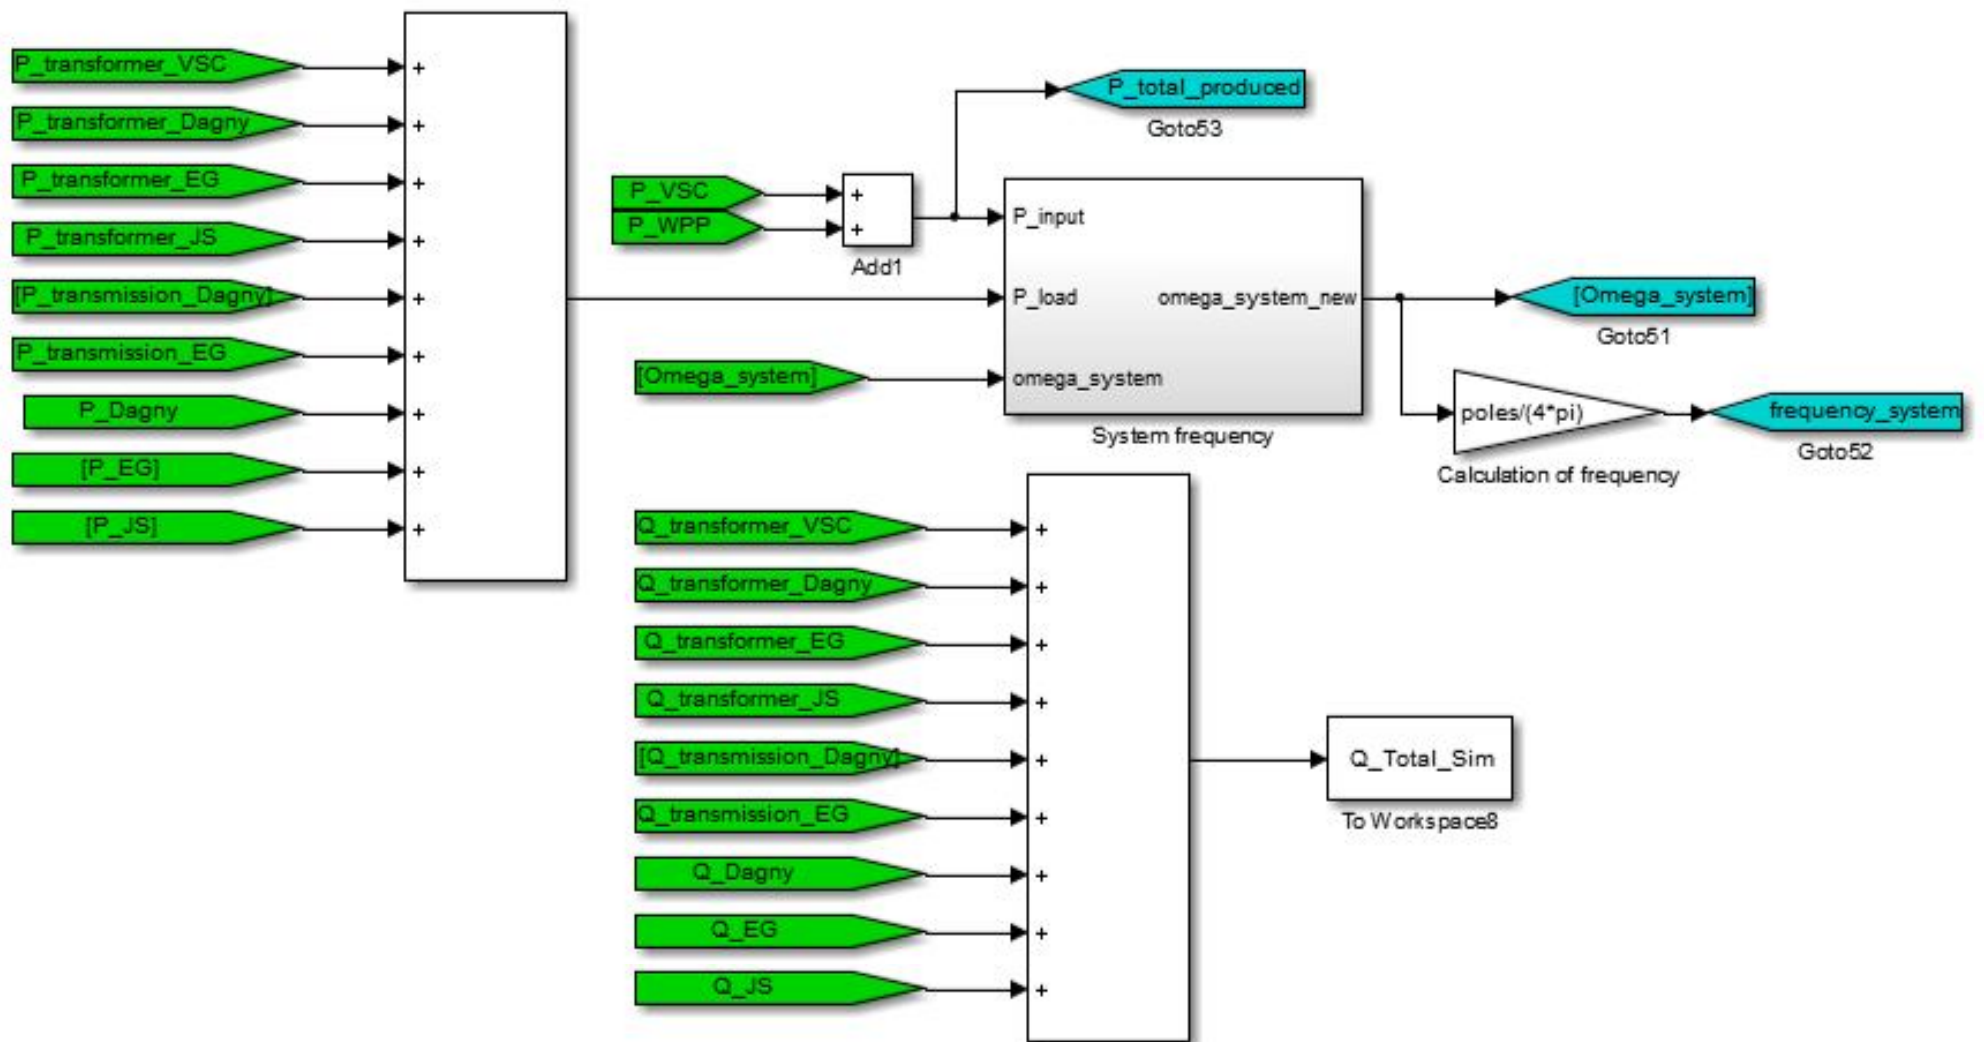 P_transformer_VSC
+
P_transformer_Dagny
+
P_transformer_EG
+
P_transformer_JS
+
[P_transmission_Dagny]
+
P_transmission_EG
+
P_Dagny
+
[P_EG]
+
[P_JS]
+
P_VSC
+
P_WPP
+
Add1
P_total_produced
Goto53
P_input
P_load
omega_system_new
[Omega_system]
omega_system
System frequency
[Omega_system]
Goto51
poles/(4*pi)
Calculation of frequency
frequency_system
Goto52
Q_transformer_VSC
+
Q_transformer_Dagny
+
Q_transformer_EG
+
Q_transformer_JS
+
[Q_transmission_Dagny]
+
Q_transmission_EG
+
Q_Dagny
+
Q_EG
+
Q_JS
+
Q_Total_Sim
To Workspace8